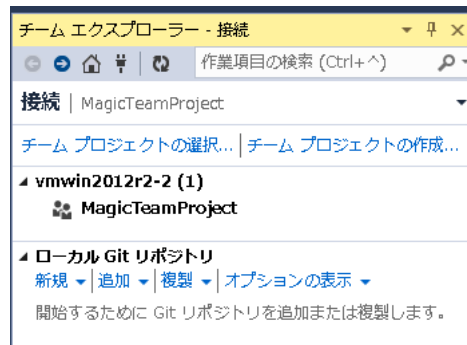 チーム エクスプローラー - 接続
作業項目の検索 (Ctrl+^)
接続 | MagicTeamProject
チーム プロジェクトの選択... | チーム プロジェクトの作成...
vmwin2012r2-2 (1)
MagicTeamProject
ローカル Git リポジトリ
新規 | 追加 | 複製 | オプションの表示
開始するために Git リポジトリを追加または複製します。